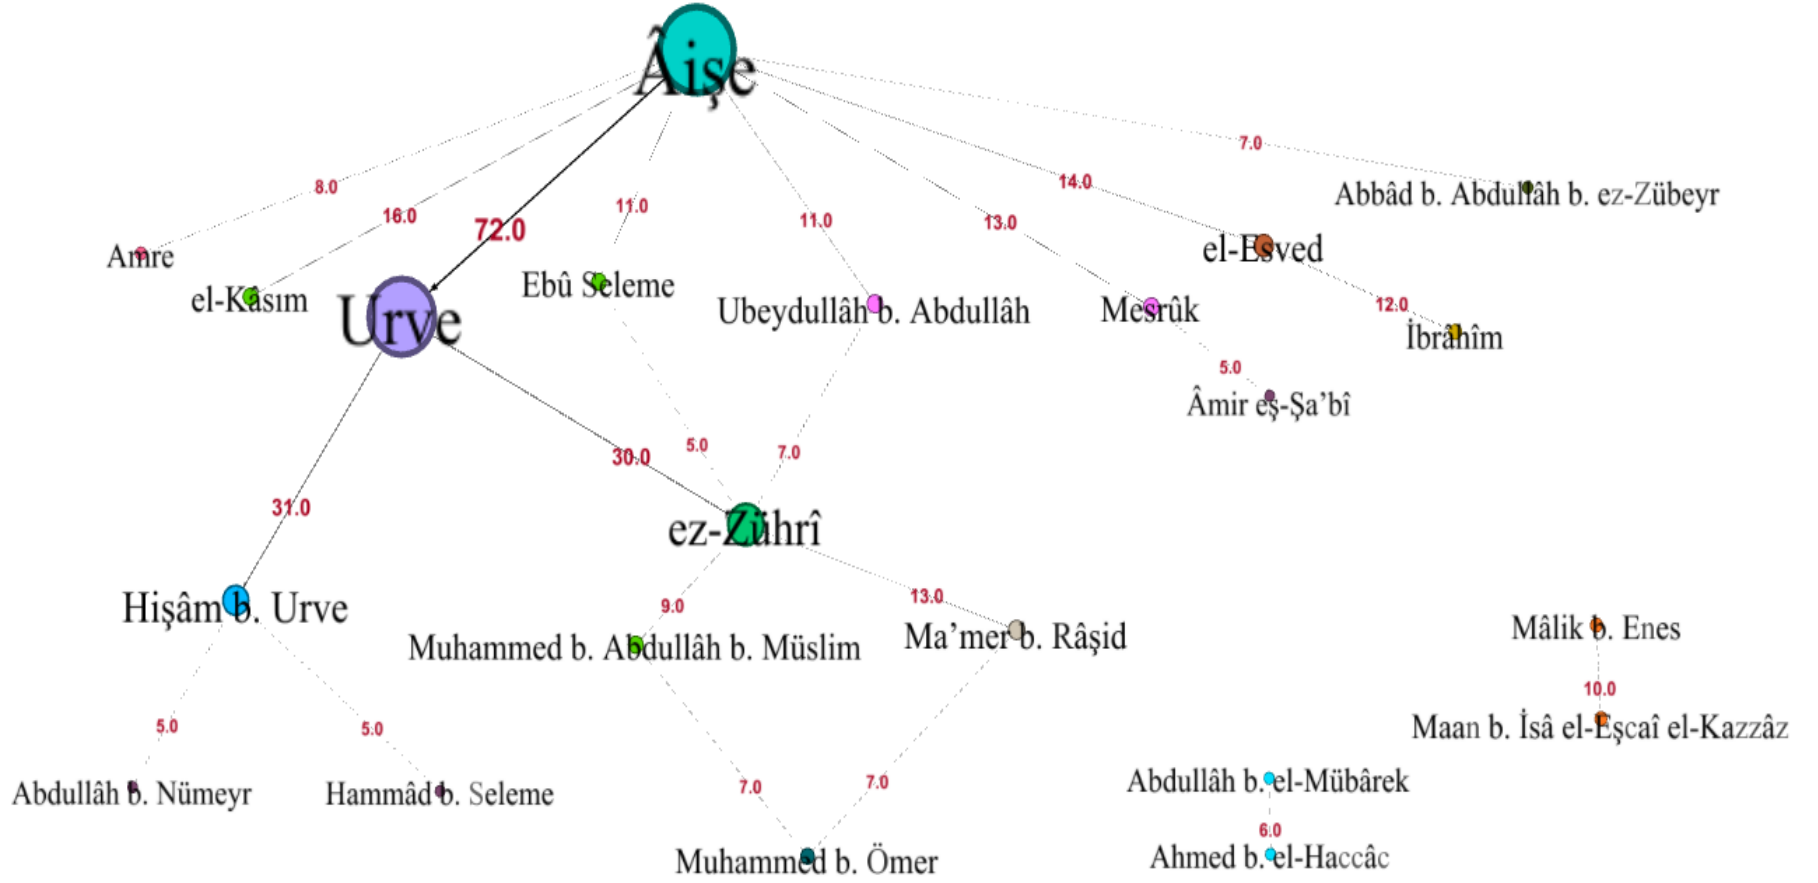 Âişe
7.0
14.0
8.0
Abbâd b. Abdullâh b. ez-Zübeyr
11.0
16.0
11.0
13.0
72.0
el-Esved
Amre
Ebû Seleme
el-Kâsım
12.0
Mesrûk
Ubeydullâh b. Abdullâh
Urve
İbrâhîm
5.0
Âmir eş-Şa’bî
5.0
7.0
30.0
31.0
ez-Zührî
13.0
9.0
Hişâm b. Urve
Mâlik b. Enes
Ma’mer b. Râşid
Muhammed b. Abdullâh b. Müslim
10.0
5.0
5.0
Maan b. İsâ el-Eşcaî el-Kazzâz
7.0
7.0
Abdullâh b. el-Mübârek
Abdullâh b. Nümeyr
Hammâd b. Seleme
6.0
Ahmed b. el-Haccâc
Muhammed b. Ömer